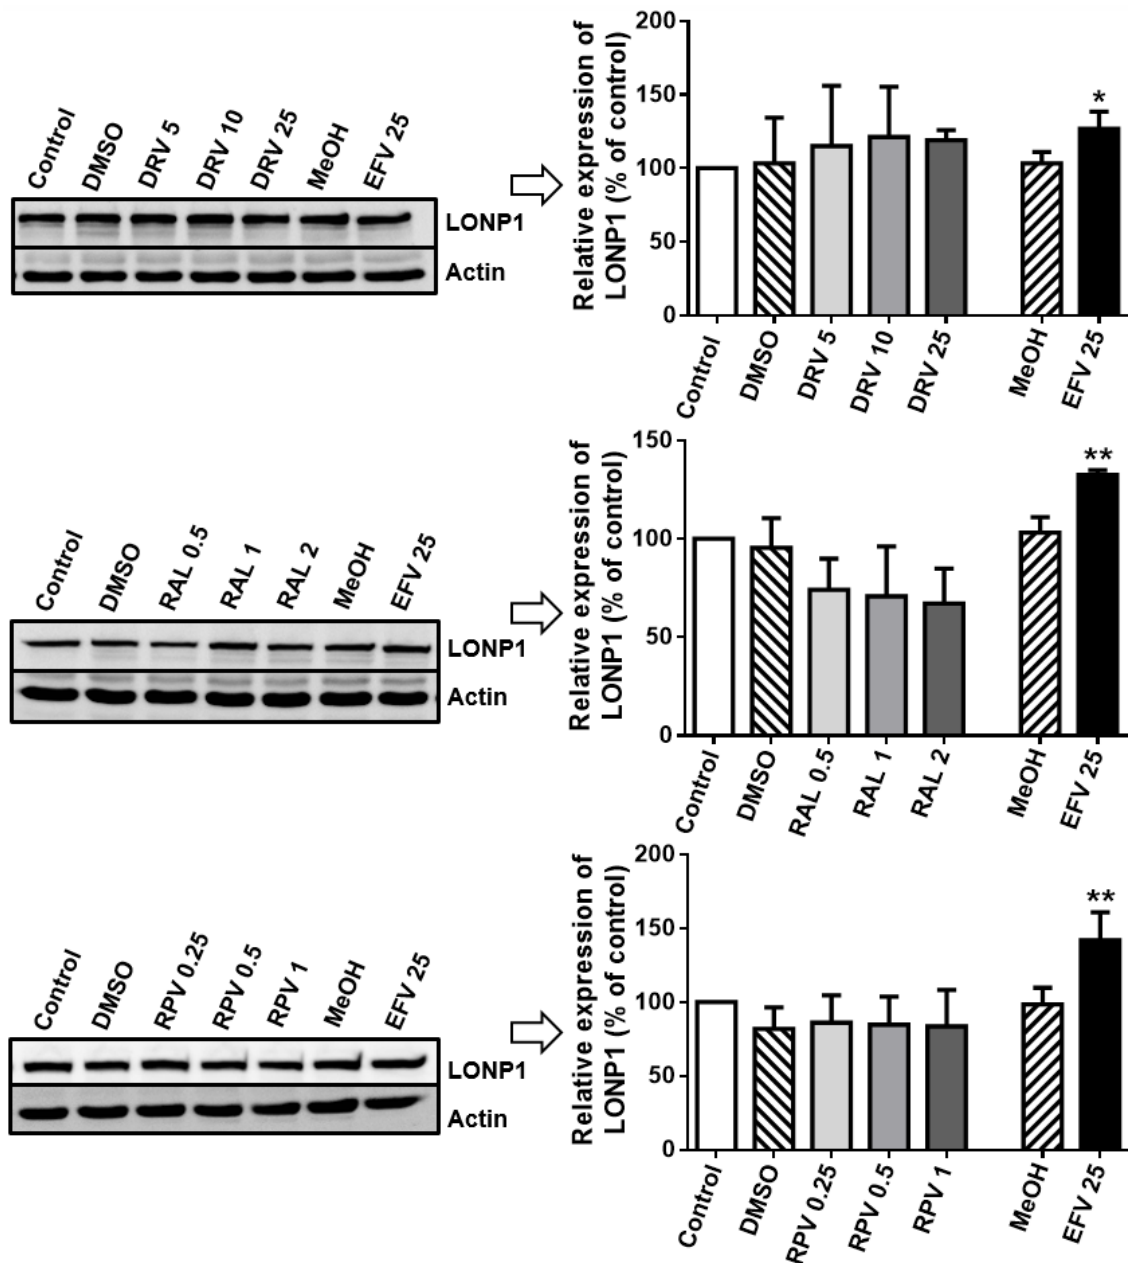 Control
DMSO
DRV 5
DRV 10
DRV 25
MeOH
EFV 25
LONP1
Actin
Relative expression of
LONP1 (% of control)
200
150
100
50
0
*
Control
DMSO
DRV 5
DRV 10
DRV 25
MeOH
EFV 25
Control
DMSO
RAL 0.5
RAL 1
RAL 2
MeOH
EFV 25
LONP1
Actin
Relative expression of
LONP1 (% of control)
150
100
50
0
**
Control
DMSO
RAL 0.5
RAL 1
RAL 2
MeOH
EFV 25
Control
DMSO
RPV 0.25
RPV 0.5
RPV 1
MeOH
EFV 25
LONP1
Actin
Relative expression of
LONP1 (% of control)
200
150
100
50
0
**
Control
DMSO
RPV 0.25
RPV 0.5
RPV 1
MeOH
EFV 25